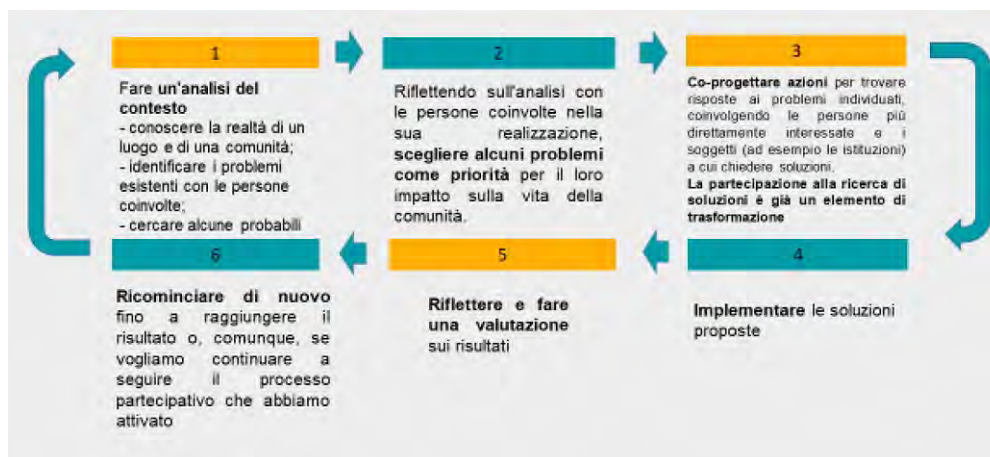 1
Fare un'analisi del
contesto
- conoscere la realtà di un
luogo e di una comunità;
- identificare i problemi
esistenti con le persone
coinvolte;
- cercare alcune probabili
2
Riflettendo sull'analisi con
le persone coinvolte nella
sua realizzazione,
scegliere alcuni problemi
come priorità per il loro
impatto sulla vita della
comunità.
3
Co-progettare azioni per trovare
risposte ai problemi individuati,
coinvolgendo le persone più
direttamente interessate e i
soggetti (ad esempio le istituzioni)
a cui chiedere soluzioni.
La partecipazione alla ricerca di
soluzioni è già un elemento di
trasformazione
4
Implementare le soluzioni
proposte
5
Riflettere e fare
una valutazione
sui risultati
6
Ricominciare di nuovo
fino a raggiungere il
risultato o, comunque, se
vogliamo continuare a
seguire il processo
partecipativo che abbiamo
attivato